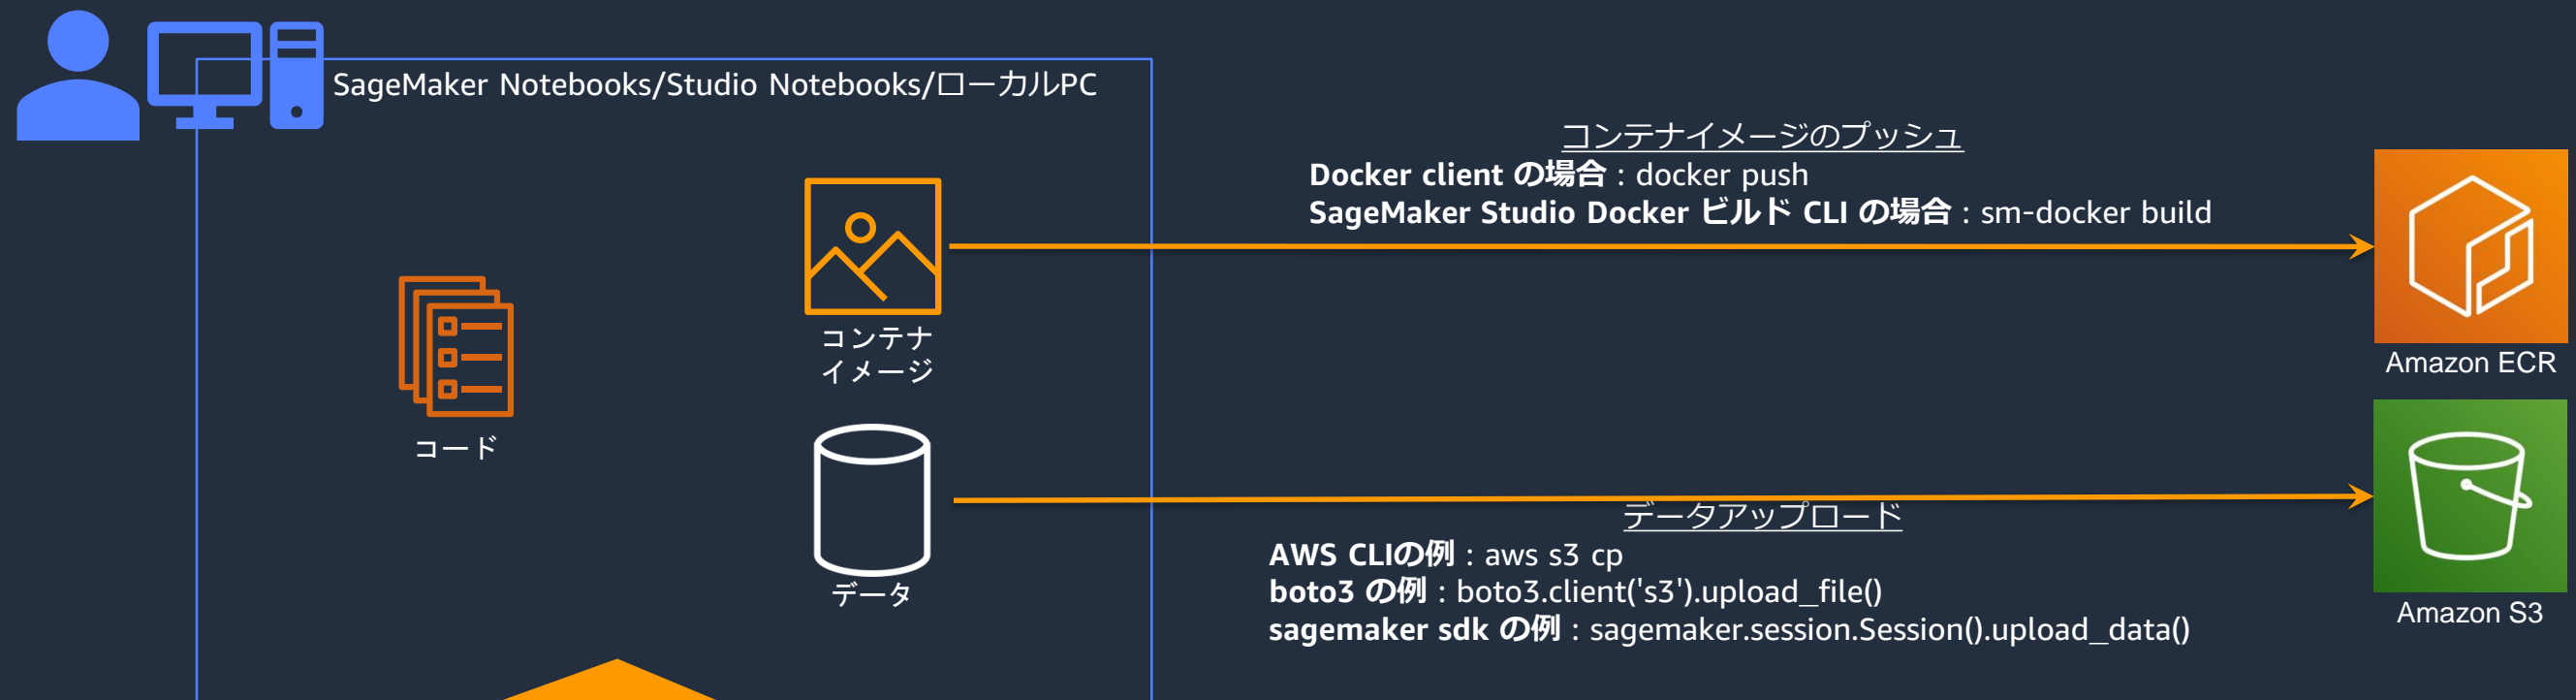 SageMaker Notebooks/Studio Notebooks/ローカルPC
コンテナイメージのプッシュ
Docker client の場合：docker push
SageMaker Studio Docker ビルド CLI の場合：sm-docker build
コンテナ
イメージ
Amazon ECR
コード
データアップロード
AWS CLIの例：aws s3 cp
boto3 の例：boto3.client('s3').upload_file()
データ
sagemaker sdk の例：sagemaker.session.Session().upload_data()
Amazon S3